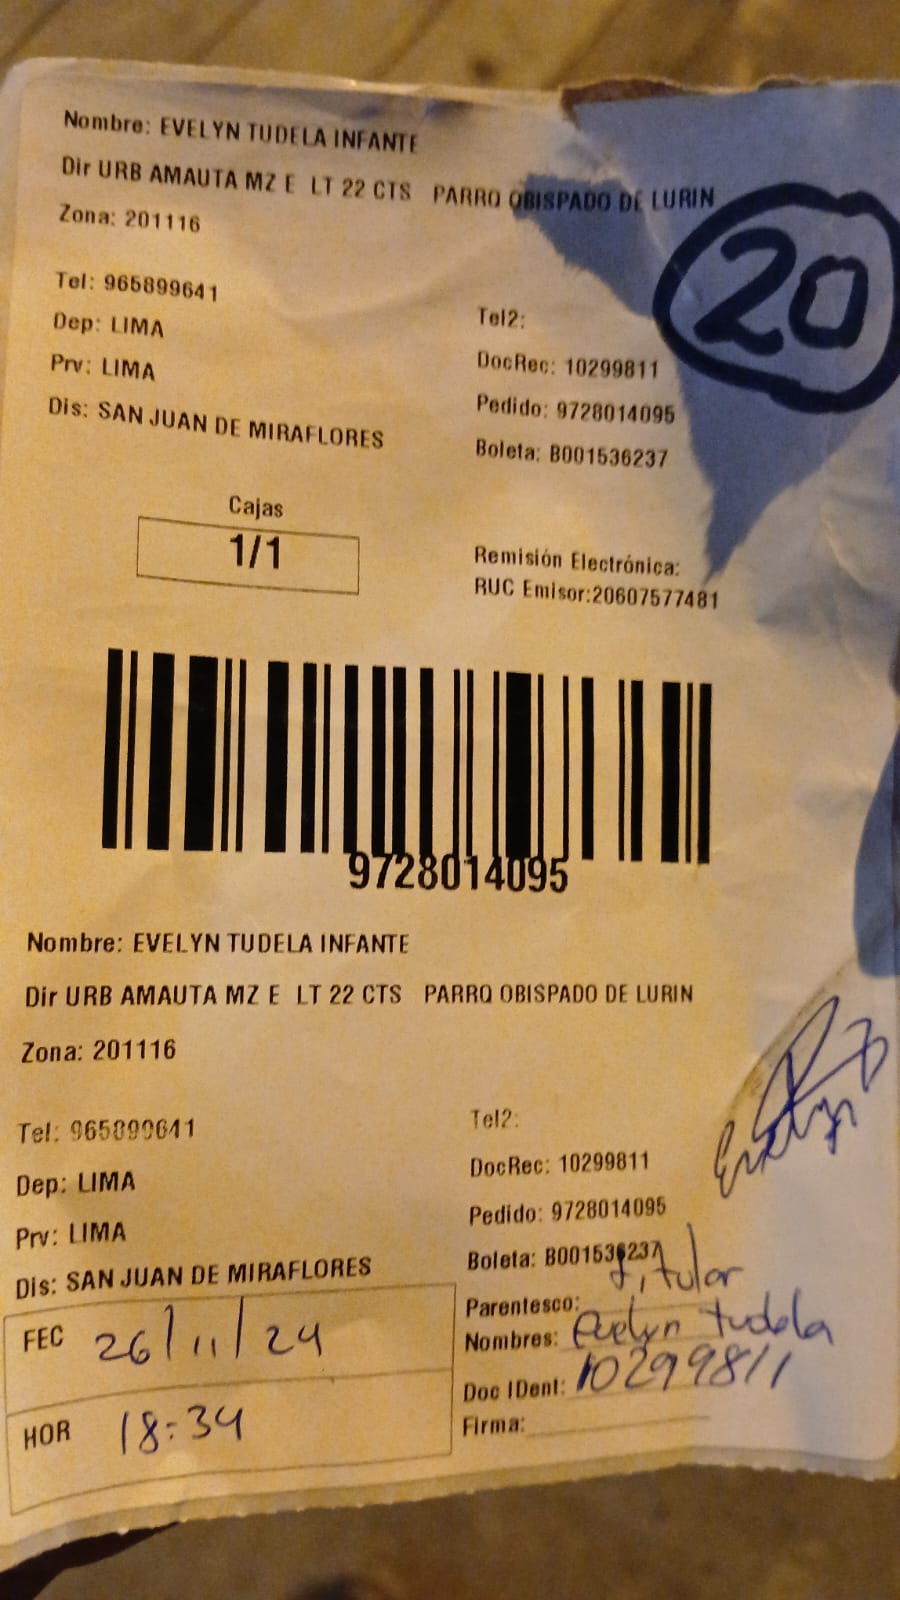 Nombre: EVELYN TUDELA INFANTE
Dir URB AMAUTA MZ E LT 22 CTS PARRO OBISPADO DE LURIN
Zona: 201116
20
Tel: 965899641
Tel2:
Dep: LIMA
DocRec: 10299811
Prv: LIMA
Pedido: 9728014095
Dis: SAN JUAN DE MIRAFLORES
Boleta: B001536237
Cajas
1/1
Remisión Electrónica:
RUC Emisor:20607577481
9728014095
Nombre: EVELYN TUDELA INFANTE
Dir URB AMAUTA MZ E LT 22 CTS PARRO OBISPADO DE LURIN
Zona: 201116
Tel: 965899641
Tel2:
Dep: LIMA
DocRec: 10299811
Prv: LIMA
Pedido: 9728014095
Dis: SAN JUAN DE MIRAFLORES
Boleta: B001536237
Parentesco: titular
Nombres: Evelyn tudela
Doc IDent: 10299811
Firma:
FEC 26/11/24
HOR 18:34